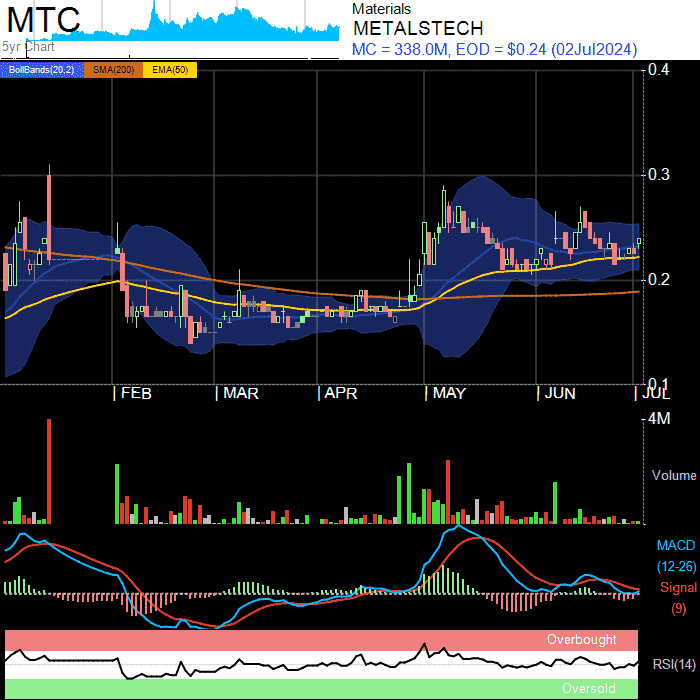 MTC
5yr Chart
Materials
METALSTECH
MC = 338.0M, EOD = $0.24 (02Jul2024)
BollBands(20,2) SMA(200) EMA(50)
0.4
0.3
0.2
0.1
FEB MAR APR MAY JUN JUL
4M
Volume
MACD
(12-26)
Signal
(9)
Overbought
RSI(14)
Oversold